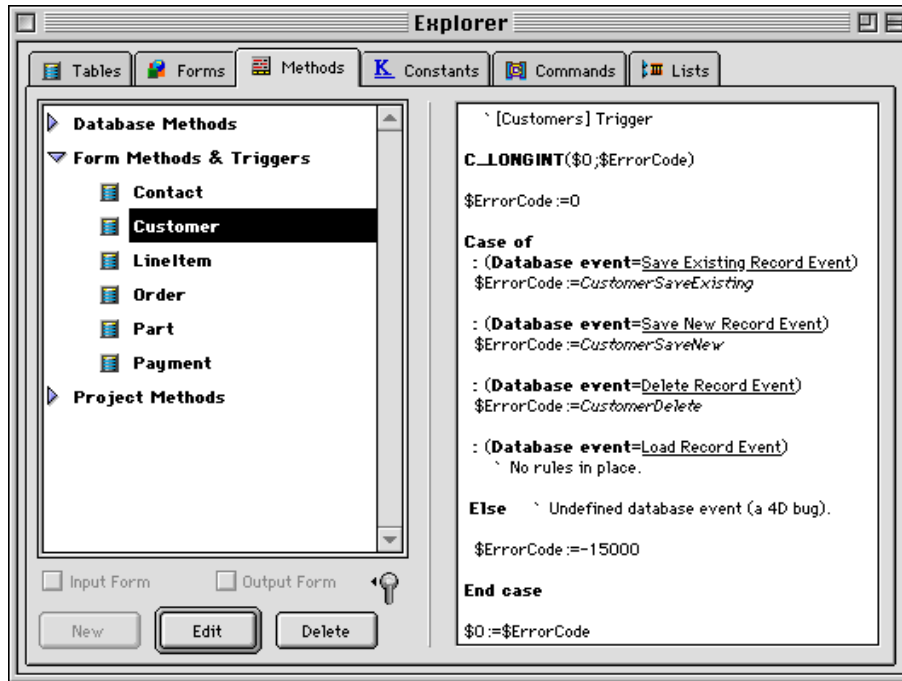 Explorer
Tables
Forms
Methods
K Constants
Commands
Lists
Database Methods
Form Methods & Triggers
Contact
Customer
LineItem
Order
Part
Payment
Project Methods
Input Form
Output Form
New
Edit
Delete
` [Customers] Trigger
C_LONGINT($0;$ErrorCode)
$ErrorCode:=0
Case of
: (Database event=Save Existing Record Event)
$ErrorCode:=CustomerSaveExisting
: (Database event=Save New Record Event)
$ErrorCode:=CustomerSaveNew
: (Database event=Delete Record Event)
$ErrorCode:=CustomerDelete
: (Database event=Load Record Event)
` No rules in place.
Else ` Undefined database event (a 4D bug).
$ErrorCode:=-15000
End case
$0:=$ErrorCode